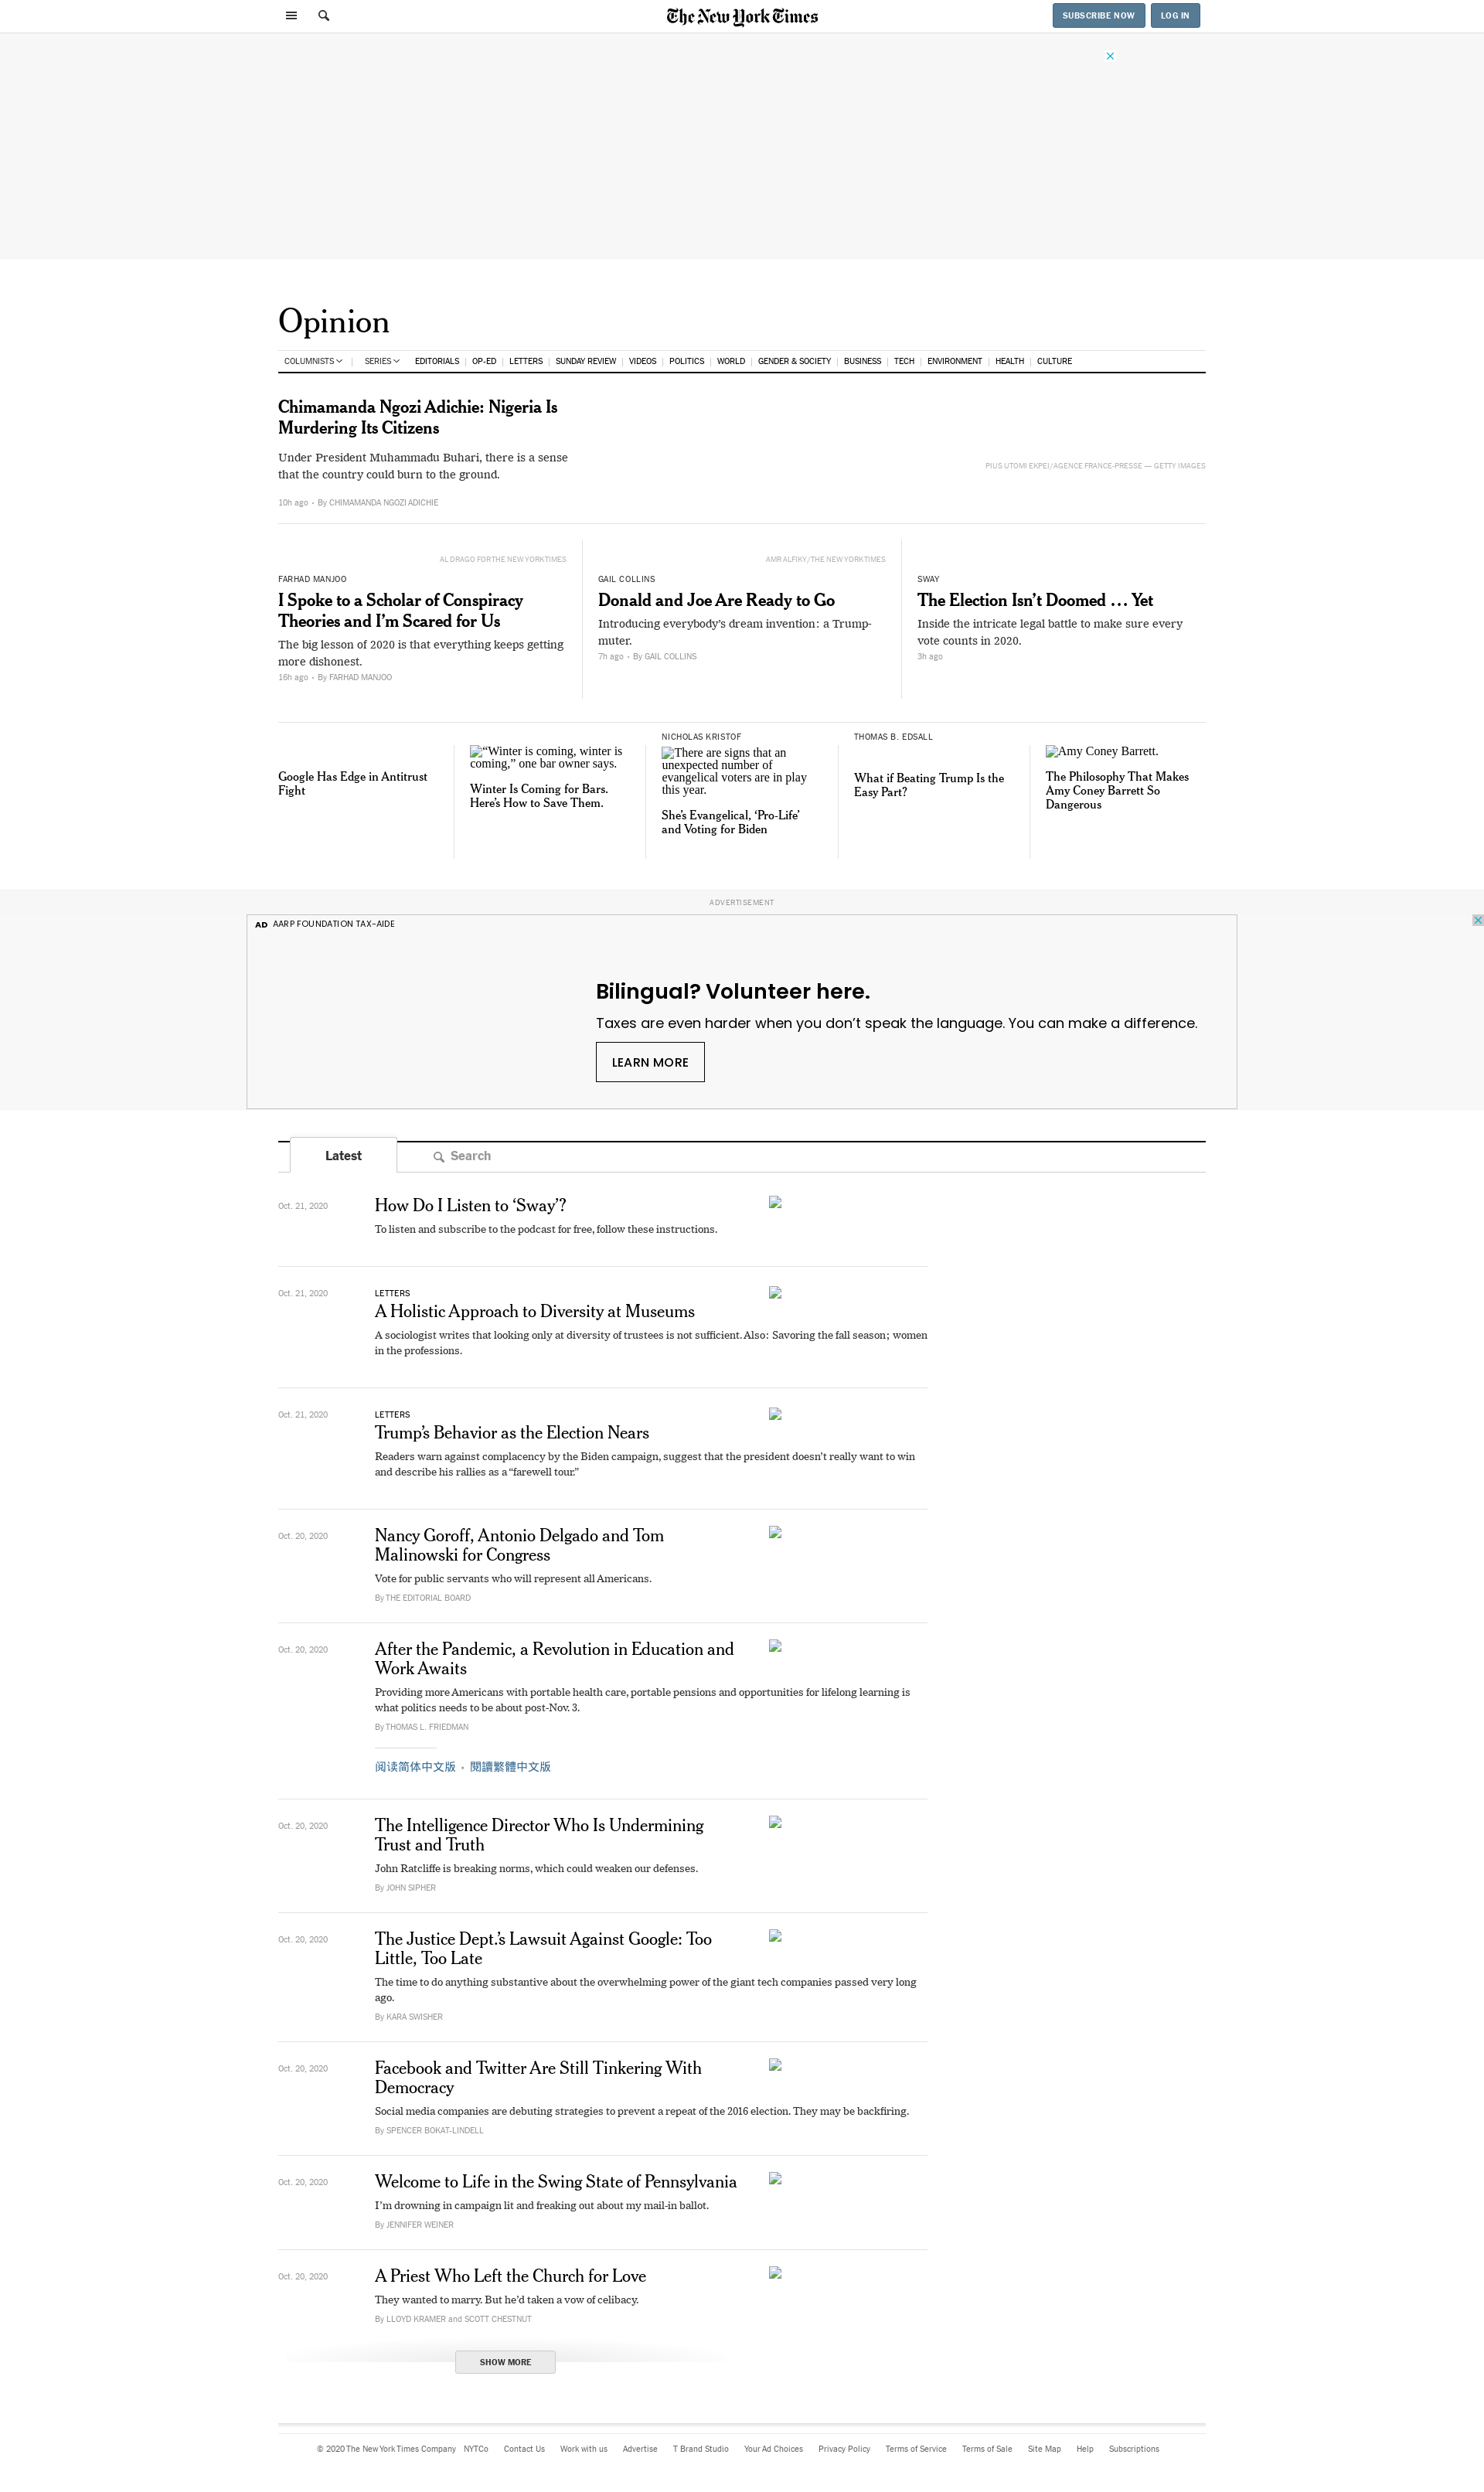 The New York Times
SUBSCRIBE NOW
LOG IN
Opinion
COLUMNISTS
SERIES
EDITORIALS
OP-ED
LETTERS
SUNDAY REVIEW
VIDEOS
POLITICS
WORLD
GENDER & SOCIETY
BUSINESS
TECH
ENVIRONMENT
HEALTH
CULTURE
Chimamanda Ngozi Adichie: Nigeria Is
Murdering Its Citizens
Under President Muhammadu Buhari, there is a sense
that the country could burn to the ground.
10h ago • By CHIMAMANDA NGOZI ADICHIE
PIUS UTOMI EKPEI/AGENCE FRANCE-PRESSE — GETTY IMAGES
AL DRAGO FOR THE NEW YORK TIMES
FARHAD MANJOO
I Spoke to a Scholar of Conspiracy
Theories and I’m Scared for Us
The big lesson of 2020 is that everything keeps getting
more dishonest.
16h ago • By FARHAD MANJOO
AMR ALFIKY/THE NEW YORK TIMES
GAIL COLLINS
Donald and Joe Are Ready to Go
Introducing everybody’s dream invention: a Trump-
muter.
7h ago • By GAIL COLLINS
SWAY
The Election Isn’t Doomed … Yet
Inside the intricate legal battle to make sure every
vote counts in 2020.
3h ago
Google Has Edge in Antitrust
Fight
“Winter is coming, winter is
coming,” one bar owner says.
Winter Is Coming for Bars.
Here’s How to Save Them.
NICHOLAS KRISTOF
There are signs that an
unexpected number of
evangelical voters are in play
this year.
She’s Evangelical, ‘Pro-Life’
and Voting for Biden
THOMAS B. EDSALL
What if Beating Trump Is the
Easy Part?
Amy Coney Barrett.
The Philosophy That Makes
Amy Coney Barrett So
Dangerous
ADVERTISEMENT
AD AARP FOUNDATION TAX-AIDE
Bilingual? Volunteer here.
Taxes are even harder when you don’t speak the language. You can make a difference.
LEARN MORE
Latest
Search
Oct. 21, 2020
How Do I Listen to ‘Sway’?
To listen and subscribe to the podcast for free, follow these instructions.
Oct. 21, 2020
LETTERS
A Holistic Approach to Diversity at Museums
A sociologist writes that looking only at diversity of trustees is not sufficient. Also: Savoring the fall season; women
in the professions.
Oct. 21, 2020
LETTERS
Trump’s Behavior as the Election Nears
Readers warn against complacency by the Biden campaign, suggest that the president doesn’t really want to win
and describe his rallies as a “farewell tour.”
Oct. 20, 2020
Nancy Goroff, Antonio Delgado and Tom
Malinowski for Congress
Vote for public servants who will represent all Americans.
By THE EDITORIAL BOARD
Oct. 20, 2020
After the Pandemic, a Revolution in Education and
Work Awaits
Providing more Americans with portable health care, portable pensions and opportunities for lifelong learning is
what politics needs to be about post-Nov. 3.
By THOMAS L. FRIEDMAN
阅读简体中文版 • 閱讀繁體中文版
Oct. 20, 2020
The Intelligence Director Who Is Undermining
Trust and Truth
John Ratcliffe is breaking norms, which could weaken our defenses.
By JOHN SIPHER
Oct. 20, 2020
The Justice Dept.’s Lawsuit Against Google: Too
Little, Too Late
The time to do anything substantive about the overwhelming power of the giant tech companies passed very long
ago.
By KARA SWISHER
Oct. 20, 2020
Facebook and Twitter Are Still Tinkering With
Democracy
Social media companies are debuting strategies to prevent a repeat of the 2016 election. They may be backfiring.
By SPENCER BOKAT-LINDELL
Oct. 20, 2020
Welcome to Life in the Swing State of Pennsylvania
I’m drowning in campaign lit and freaking out about my mail-in ballot.
By JENNIFER WEINER
Oct. 20, 2020
A Priest Who Left the Church for Love
They wanted to marry. But he’d taken a vow of celibacy.
By LLOYD KRAMER and SCOTT CHESTNUT
SHOW MORE
© 2020 The New York Times Company
NYTCo
Contact Us
Work with us
Advertise
T Brand Studio
Your Ad Choices
Privacy Policy
Terms of Service
Terms of Sale
Site Map
Help
Subscriptions